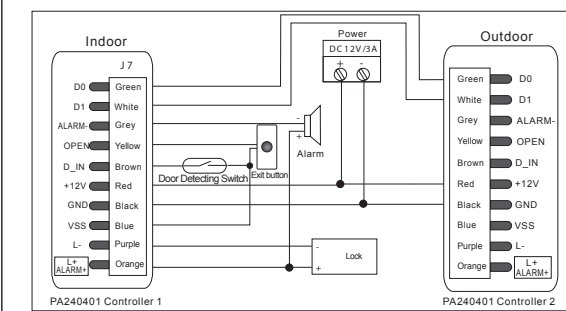 Indoor
Power
Outdoor
DC12V/3A
+ -
J7
D0 Green
D1 White
ALARM- Grey
OPEN Yellow
D_IN Brown
+12V Red
GND Black
VSS Blue
L- Purple
L+
ALARM+ Orange
-
+
Alarm
Door Detecting Switch
Exit button
-
+
Lock
Green D0
White D1
Grey ALARM-
Yellow OPEN
Brown D_IN
Red +12V
Black GND
Blue VSS
Purple L-
Orange L+
ALARM+
PA240401 Controller 1
PA240401 Controller 2